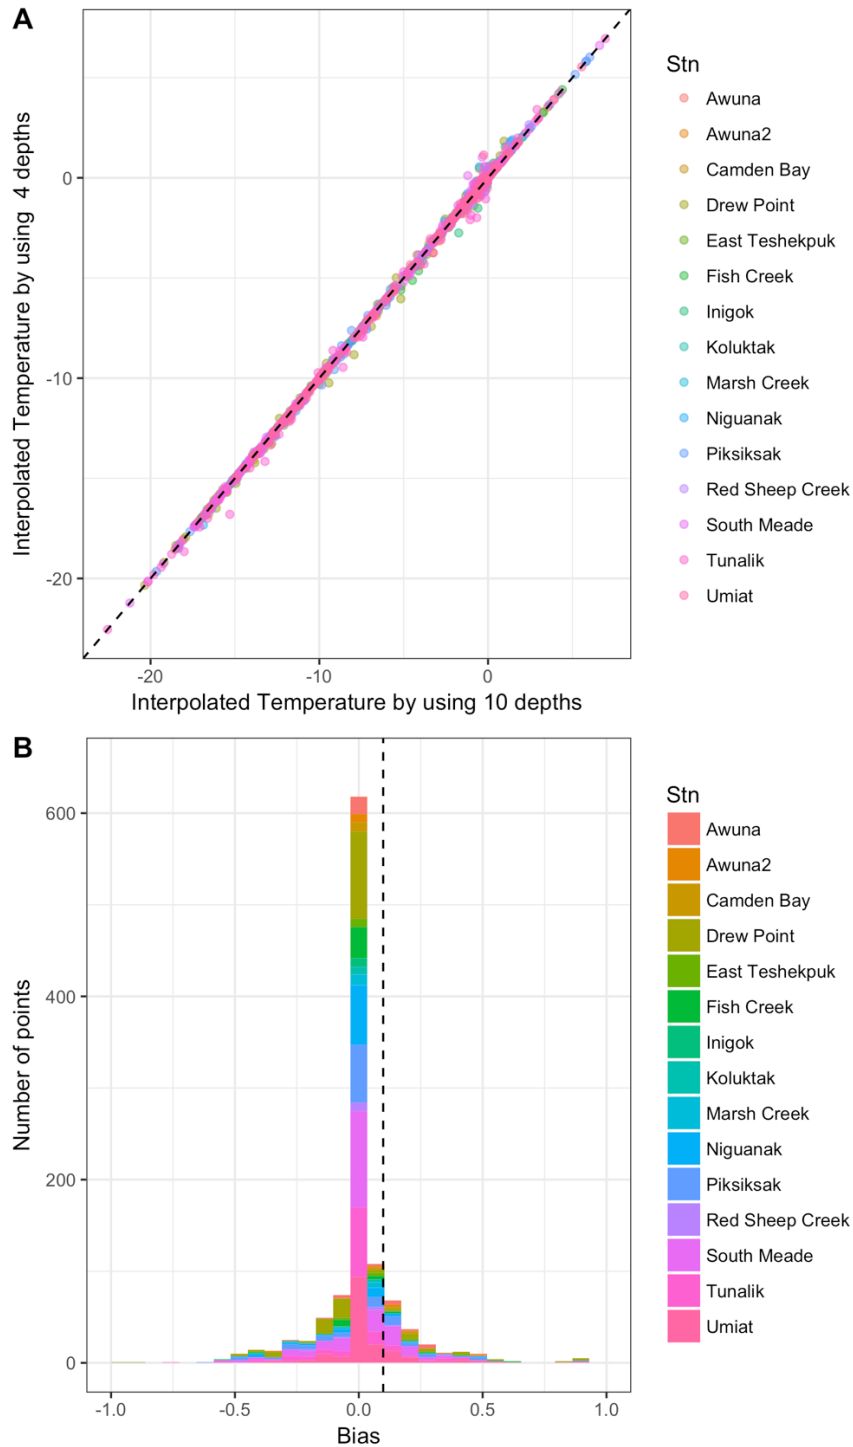 A
Interpolated Temperature by using  4 depths
0
-10
-20
-20
-10
0
Interpolated Temperature by using 10 depths
Stn
Awuna
Awuna2
Camden Bay
Drew Point
East Teshekpuk
Fish Creek
Inigok
Koluktak
Marsh Creek
Niguanak
Piksiksak
Red Sheep Creek
South Meade
Tunalik
Umiat
B
Number of points
600
400
200
0
-1.0
-0.5
0.0
0.5
1.0
Bias
Stn
Awuna
Awuna2
Camden Bay
Drew Point
East Teshekpuk
Fish Creek
Inigok
Koluktak
Marsh Creek
Niguanak
Piksiksak
Red Sheep Creek
South Meade
Tunalik
Umiat